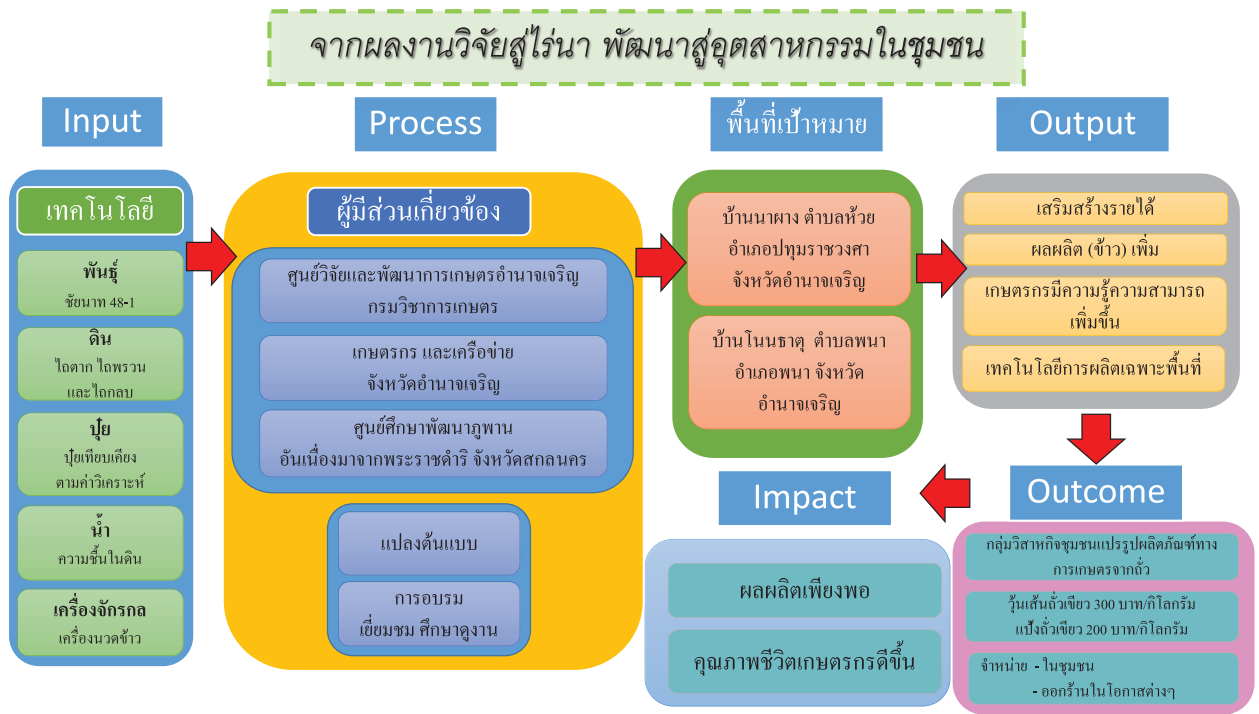 จากผลงานวิจัยสู่ไร่นา พัฒนาสู่อุตสาหกรรมในชุมชน
Input
เทคโนโลยี
พันธุ์
ชัยนาท 48-1
ดิน
ไถตาก ไถพรวน
และไถกลบ
ปุ๋ย
ปุ๋ยเทียบเคียง
ตามค่าวิเคราะห์
น้ำ
ความชื้นในดิน
เครื่องจักรกล
เครื่องนวดข้าว
Process
ผู้มีส่วนเกี่ยวข้อง
ศูนย์วิจัยและพัฒนาการเกษตรอำนาจเจริญ
กรมวิชาการเกษตร
เกษตรกร และเครือข่าย
จังหวัดอำนาจเจริญ
ศูนย์ศึกษาพัฒนาภูพาน
อันเนื่องมาจากพระราชดำริ จังหวัดสกลนคร
แปลงต้นแบบ
การอบรม
เยี่ยมชม ศึกษาดูงาน
พื้นที่เป้าหมาย
บ้านนาผาง ตำบลห้วย
อำเภอปทุมราชวงศา
จังหวัดอำนาจเจริญ
บ้านโนนธาตุ ตำบลพนา
อำเภอพนา จังหวัด
อำนาจเจริญ
Output
เสริมสร้างรายได้
ผลผลิต (ข้าว) เพิ่ม
เกษตรกรมีความรู้ความสามารถ
เพิ่มขึ้น
เทคโนโลยีการผลิตเฉพาะพื้นที่
Outcome
กลุ่มวิสาหกิจชุมชนแปรรูปผลิตภัณฑ์ทาง
การเกษตรจากถั่ว
วุ้นเส้นถั่วเขียว 300 บาท/กิโลกรัม
แป้งถั่วเขียว 200 บาท/กิโลกรัม
จำหน่าย - ในชุมชน
- ออกร้านในโอกาสต่างๆ
Impact
ผลผลิตเพียงพอ
คุณภาพชีวิตเกษตรกรดีขึ้น